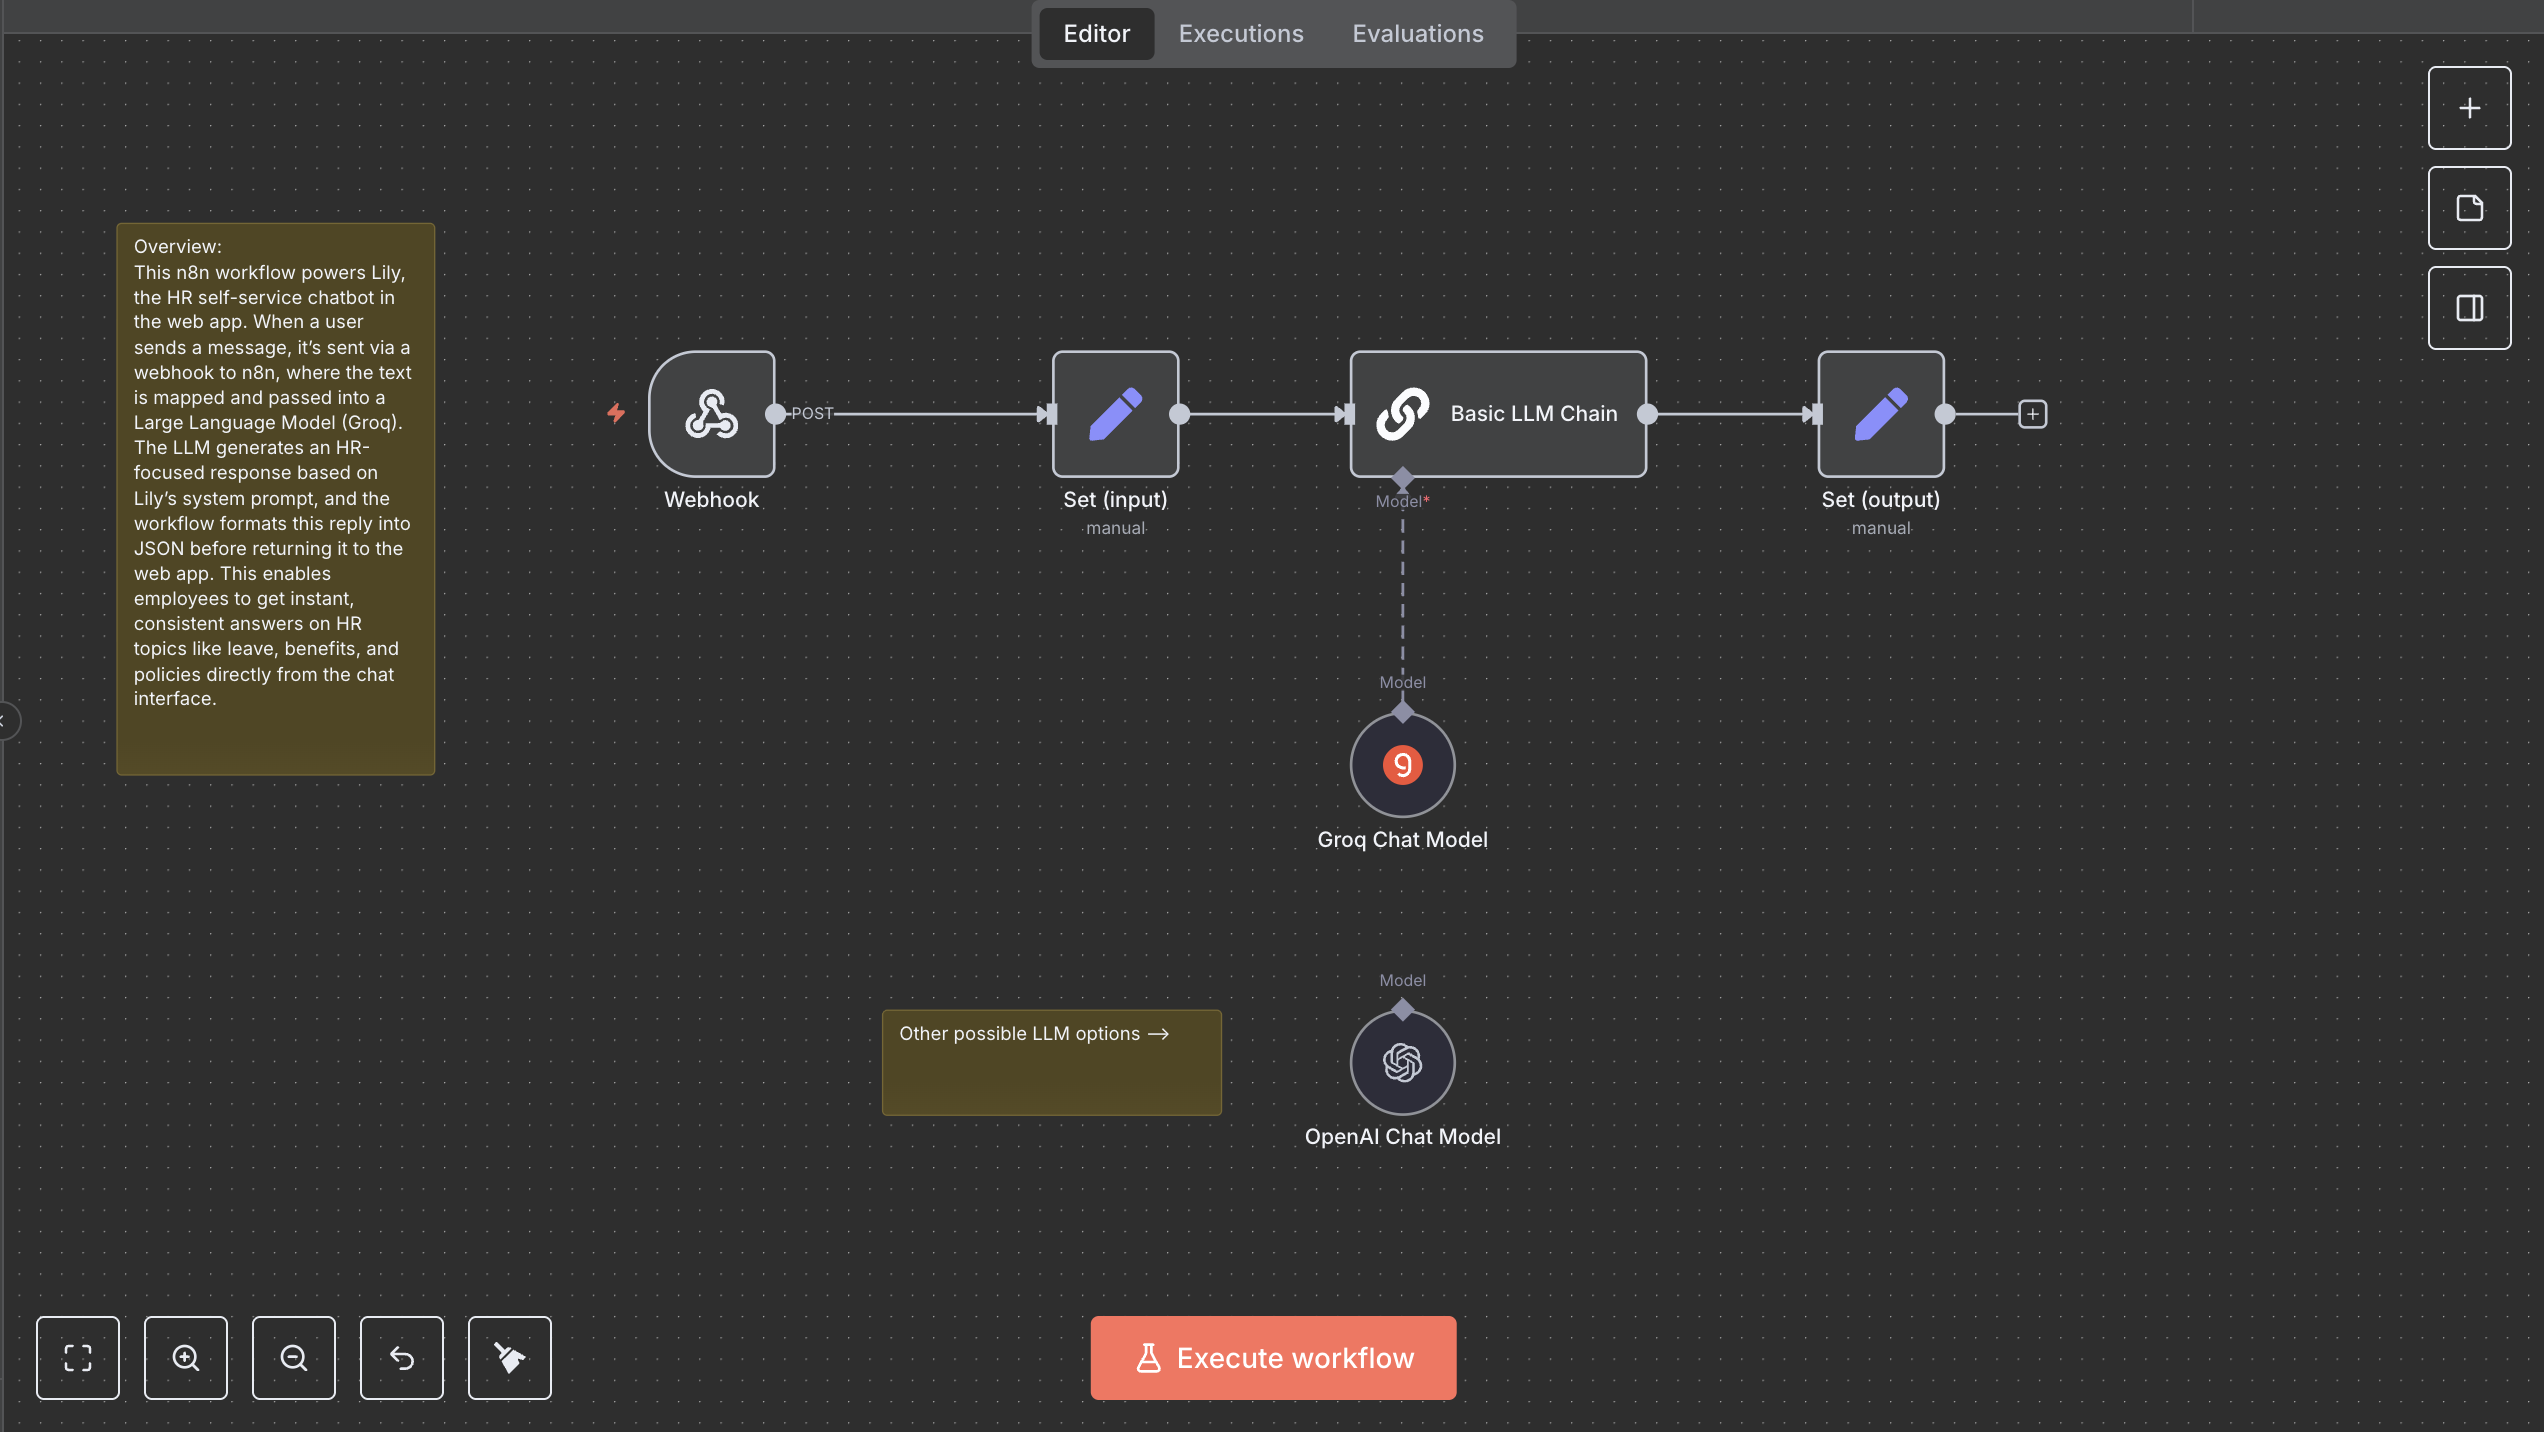 Editor
Executions
Evaluations
Overview:
This n8n workflow powers Lily,
the HR self-service chatbot in
the web app. When a user
sends a message, it’s sent via a
webhook to n8n, where the text
is mapped and passed into a
Large Language Model (Groq).
The LLM generates an HR-
focused response based on
Lily’s system prompt, and the
workflow formats this reply into
JSON before returning it to the
web app. This enables
employees to get instant,
consistent answers on HR
topics like leave, benefits, and
policies directly from the chat
interface.
POST
Webhook
Set (input)
manual
Basic LLM Chain
Model*
Set (output)
manual
Model
Groq Chat Model
Other possible LLM options →
Model
OpenAI Chat Model
Execute workflow